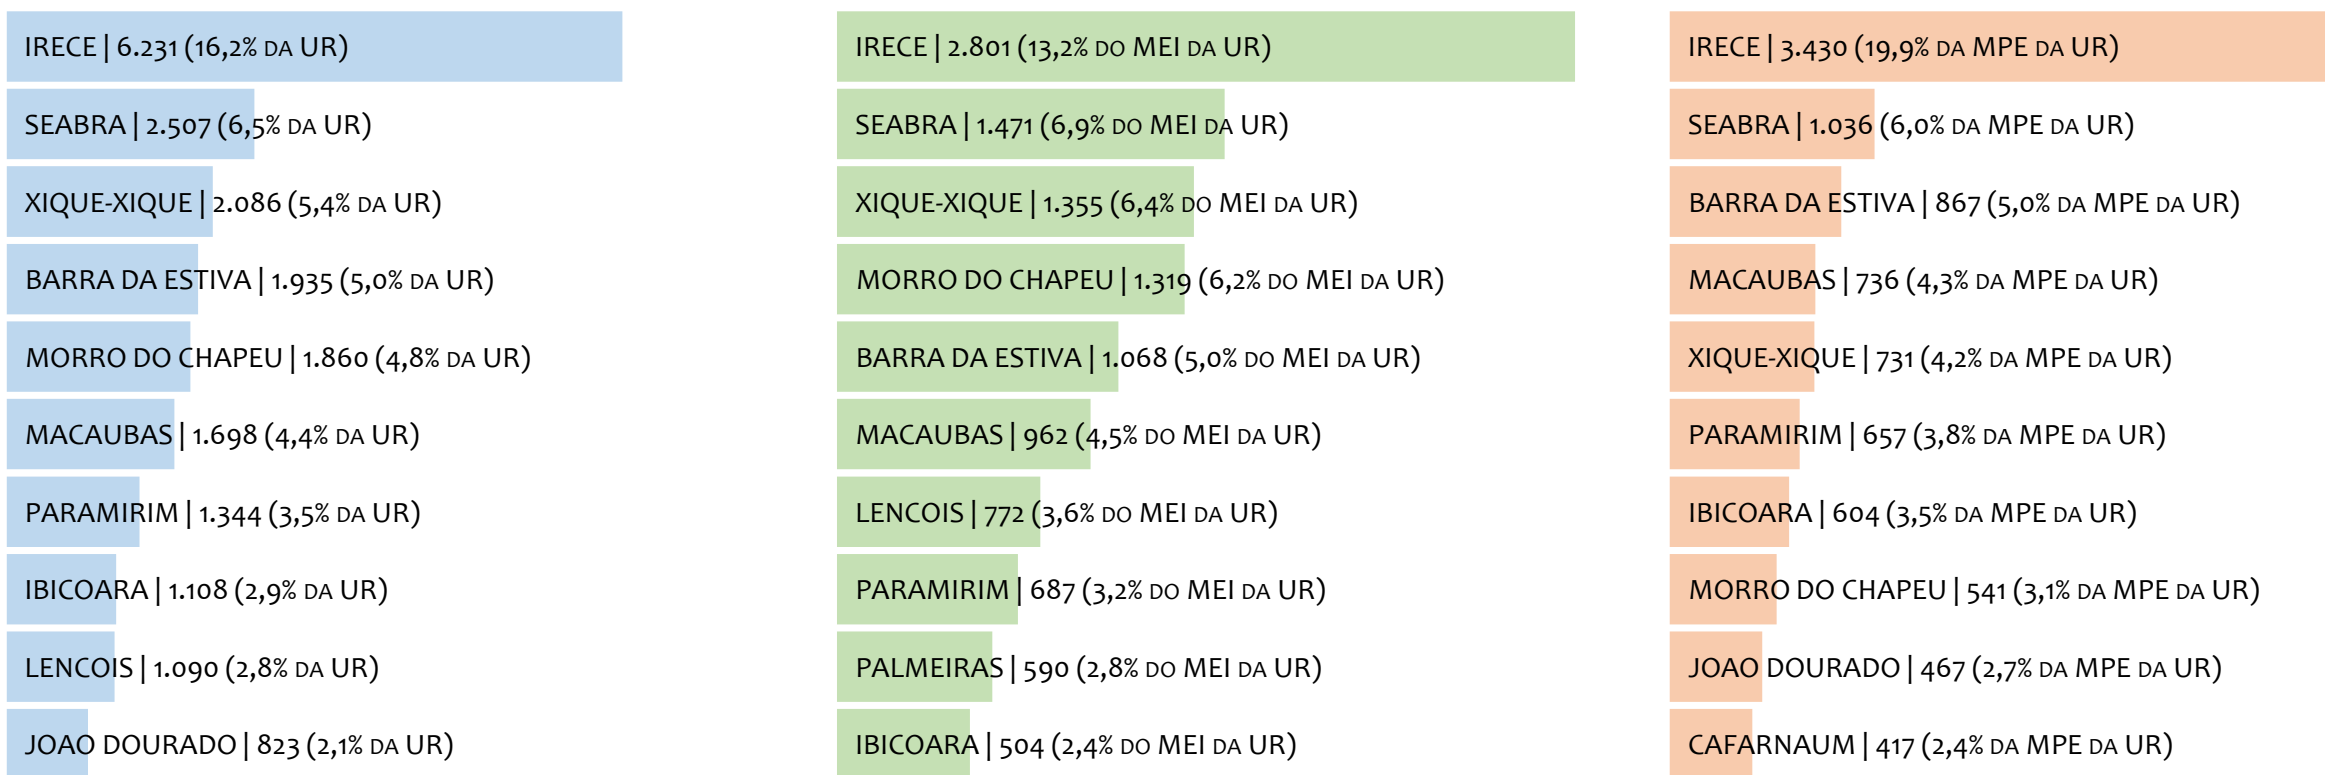 IRECE | 6.231 (16,2% DA UR)
SEABRA | 2.507 (6,5% DA UR)
XIQUE-XIQUE | 2.086 (5,4% DA UR)
BARRA DA ESTIVA | 1.935 (5,0% DA UR)
MORRO DO CHAPEU | 1.860 (4,8% DA UR)
MACAUBAS | 1.698 (4,4% DA UR)
PARAMIRIM | 1.344 (3,5% DA UR)
IBICOARA | 1.108 (2,9% DA UR)
LENCOIS | 1.090 (2,8% DA UR)
JOAO DOURADO | 823 (2,1% DA UR)
IRECE | 2.801 (13,2% DO MEI DA UR)
SEABRA | 1.471 (6,9% DO MEI DA UR)
XIQUE-XIQUE | 1.355 (6,4% DO MEI DA UR)
MORRO DO CHAPEU | 1.319 (6,2% DO MEI DA UR)
BARRA DA ESTIVA | 1.068 (5,0% DO MEI DA UR)
MACAUBAS | 962 (4,5% DO MEI DA UR)
LENCOIS | 772 (3,6% DO MEI DA UR)
PARAMIRIM | 687 (3,2% DO MEI DA UR)
PALMEIRAS | 590 (2,8% DO MEI DA UR)
IBICOARA | 504 (2,4% DO MEI DA UR)
IRECE | 3.430 (19,9% DA MPE DA UR)
SEABRA | 1.036 (6,0% DA MPE DA UR)
BARRA DA ESTIVA | 867 (5,0% DA MPE DA UR)
MACAUBAS | 736 (4,3% DA MPE DA UR)
XIQUE-XIQUE | 731 (4,2% DA MPE DA UR)
PARAMIRIM | 657 (3,8% DA MPE DA UR)
IBICOARA | 604 (3,5% DA MPE DA UR)
MORRO DO CHAPEU | 541 (3,1% DA MPE DA UR)
JOAO DOURADO | 467 (2,7% DA MPE DA UR)
CAFARNAUM | 417 (2,4% DA MPE DA UR)